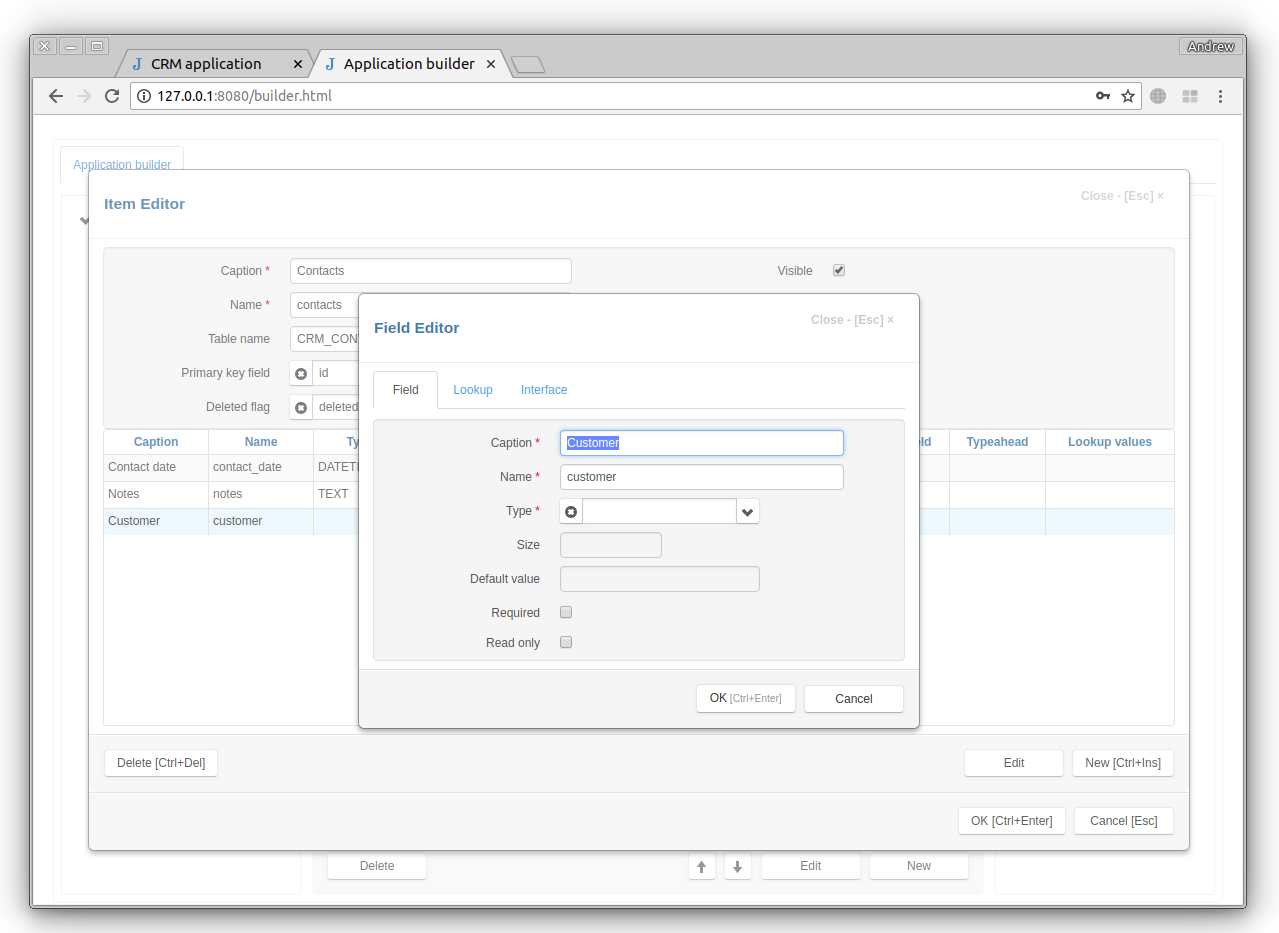 Andrew
CRM application
Application builder
127.0.0.1:8080/builder.html
Application builder
Item Editor
Close - [Esc] ×
Caption *
Contacts
Visible
Name *
contacts
Table name
CRM_CON
Primary key field
id
Deleted flag
deleted
Caption Name Ty ld Typeahead Lookup values
Contact date contact_date DATETI
Notes notes TEXT
Customer customer
Field Editor
Close - [Esc] ×
Field Lookup Interface
Caption *
Customer
Name *
customer
Type *
Size
Default value
Required
Read only
OK [Ctrl+Enter] Cancel
Delete [Ctrl+Del] Edit New [Ctrl+Ins]
OK [Ctrl+Enter] Cancel [Esc]
Delete Edit New